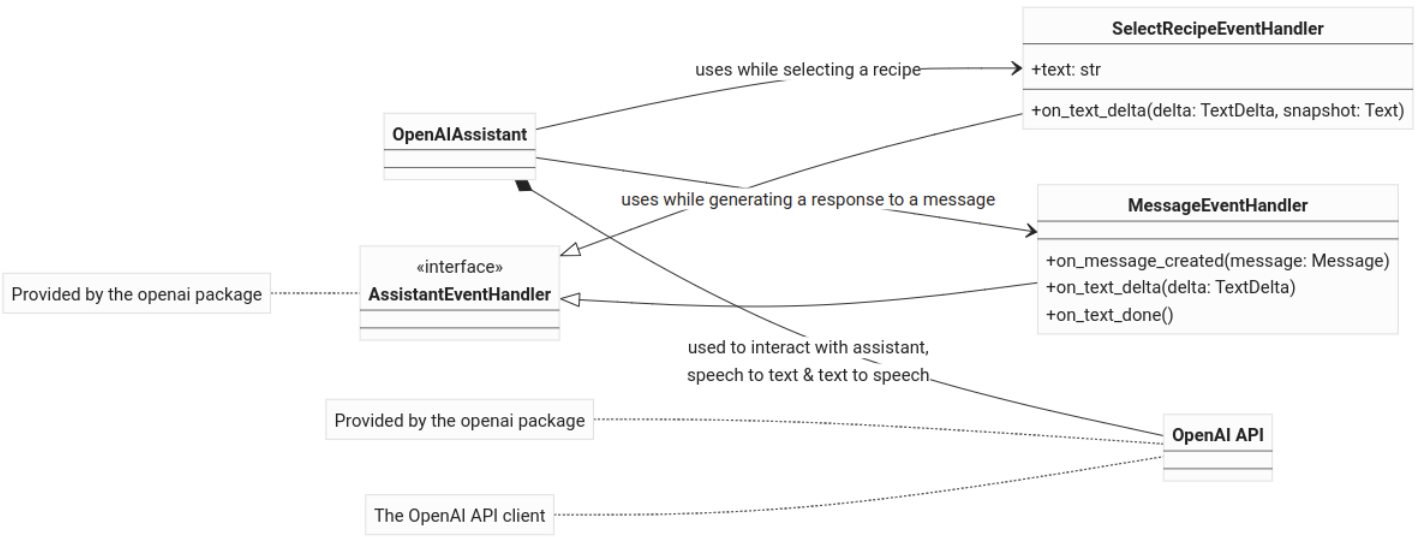 SelectRecipeEventHandler
+text: str
+on_text_delta(delta: TextDelta, snapshot: Text)
uses while selecting a recipe
OpenAIAssistant
uses while generating a response to a message
MessageEventHandler
+on_message_created(message: Message)
+on_text_delta(delta: TextDelta)
+on_text_done()
«interface»
AssistantEventHandler
Provided by the openai package
used to interact with assistant,
speech to text & text to speech
Provided by the openai package
OpenAI API
The OpenAI API client